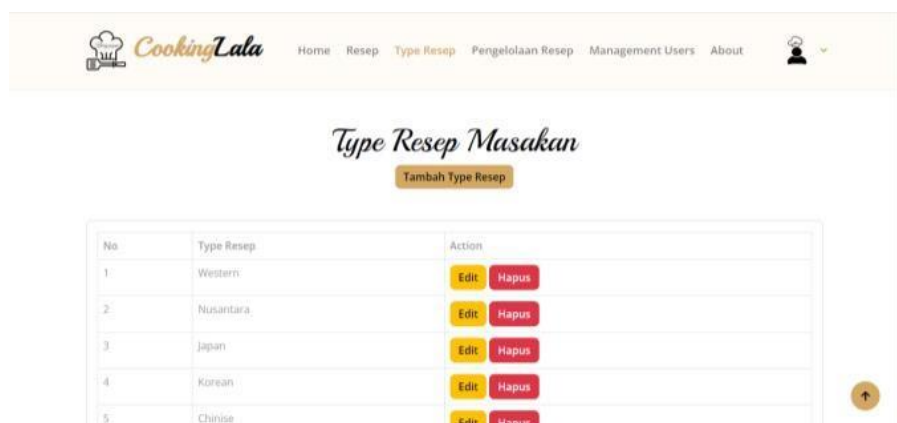 CookingLala Home Resep Type Resep Pengelolaan Resep Management Users About
Type Resep Masakan
Tambah Type Resep
No Type Resep Action
1 Western Edit Hapus
2 Nusantara Edit Hapus
3 Japan Edit Hapus
4 Korean Edit Hapus
5 Chinise Edit Hapus